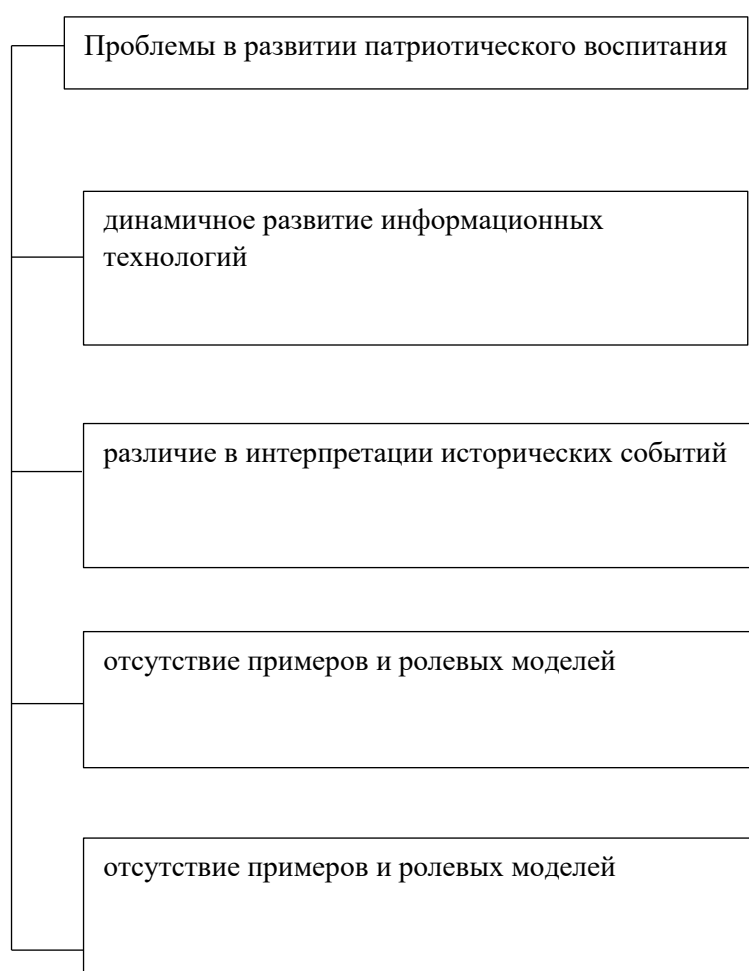 Проблемы в развитии патриотического воспитания
динамичное развитие информационных
технологий
различие в интерпретации исторических событий
отсутствие примеров и ролевых моделей
отсутствие примеров и ролевых моделей